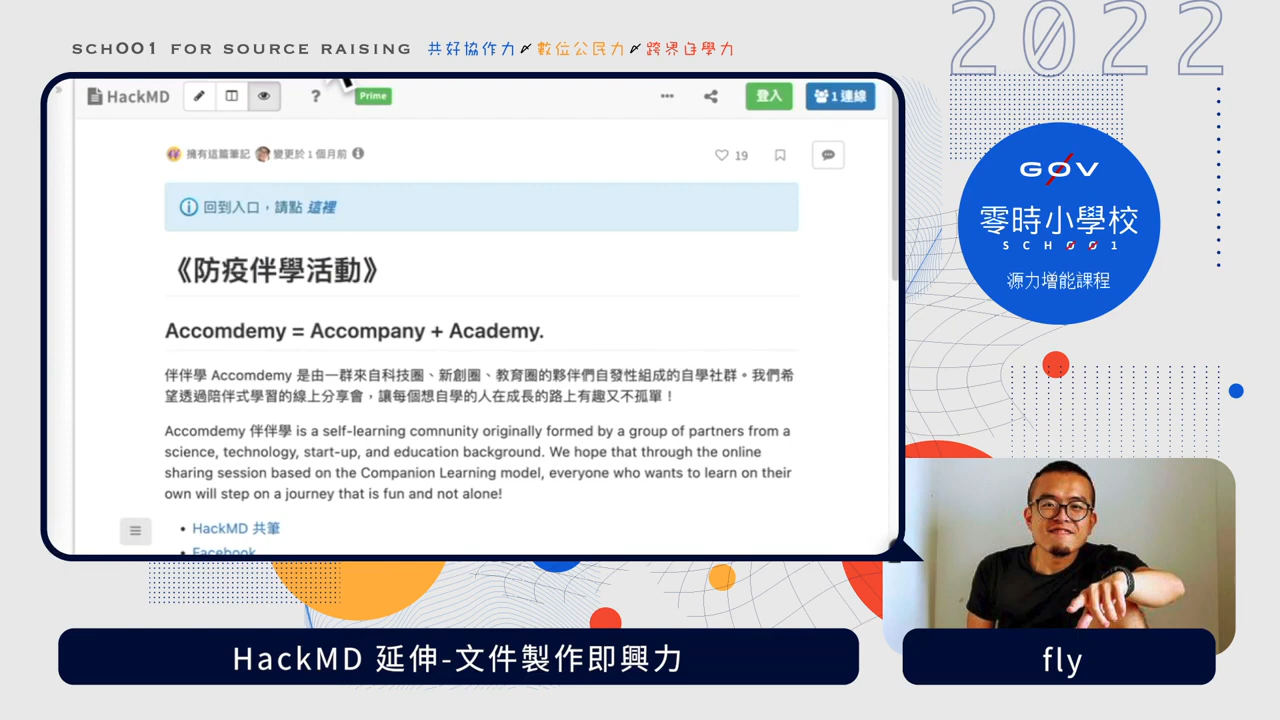 SCH001 FOR SOURCE RAISING 共好協作力 數位公民力 跨界自學力
2022
HackMD ? Prime 登入 1 連線
擁有這篇筆記 變更於 1 個月前 19
回到入口，請點 這裡
《防疫伴學活動》
Accomdemy = Accompany + Academy.
伴伴學 Accomdemy 是由一群來自科技圈、新創圈、教育圈的夥伴們自發性組成的自學社群。我們希
望透過陪伴式學習的線上分享會，讓每個想自學的人在成長的路上有趣又不孤單！
Accomdemy 伴伴學 is a self-learning comnunity originally formed by a group of partners from a
science, technology, start-up, and education background. We hope that through the online
sharing session based on the Companion Learning model, everyone who wants to learn on their
own will step on a journey that is fun and not alone!
• HackMD 共筆
• Facebook
G0V
零時小學校
SCH001
源力增能課程
HackMD 延伸-文件製作即興力
fly